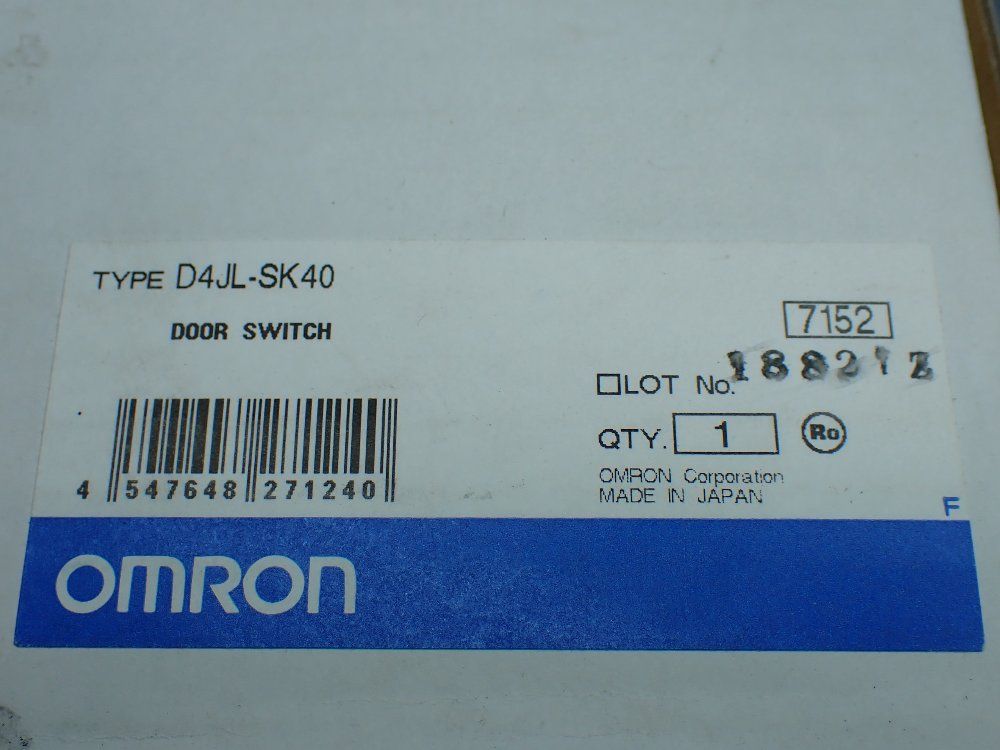 TYPE D4JL-SK40
DOOR SWITCH
7152
LOT No.
QTY. 1 Ro
OMRON Corporation
MADE IN JAPAN
4 547648 271240
F
OMRON